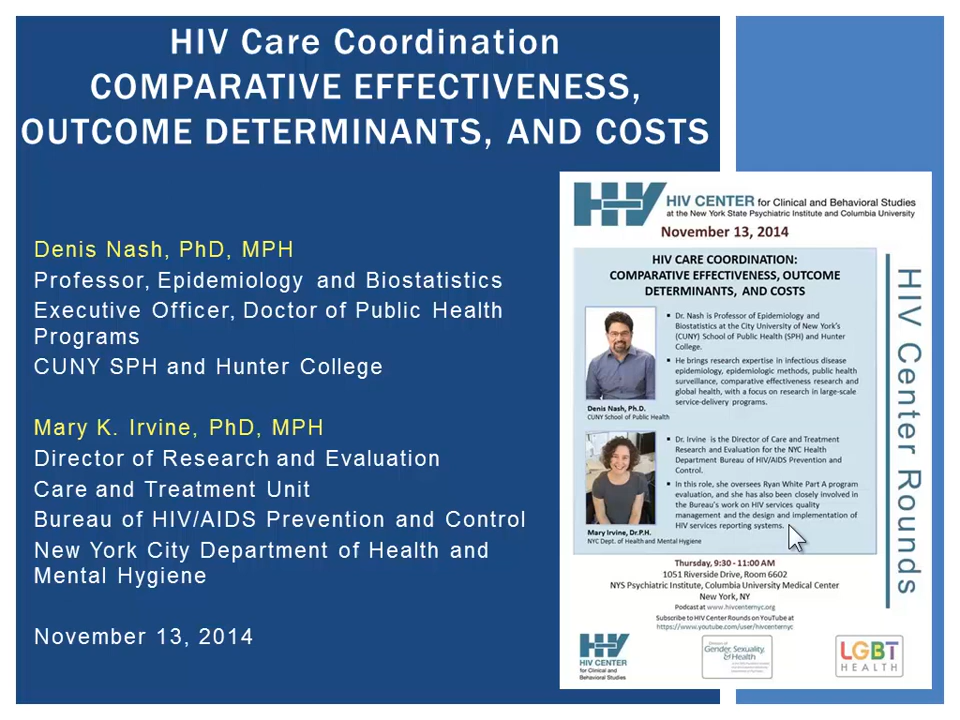 HIV Care Coordination
COMPARATIVE EFFECTIVENESS,
OUTCOME DETERMINANTS, AND COSTS
Denis Nash, PhD, MPH
Professor, Epidemiology and Biostatistics
Executive Officer, Doctor of Public Health
Programs
CUNY SPH and Hunter College
Mary K. Irvine, PhD, MPH
Director of Research and Evaluation
Care and Treatment Unit
Bureau of HIV/AIDS Prevention and Control
New York City Department of Health and
Mental Hygiene
November 13, 2014
HIV CENTER for Clinical and Behavioral Studies
at the New York State Psychiatric Institute and Columbia University
November 13, 2014
HIV CARE COORDINATION:
COMPARATIVE EFFECTIVENESS, OUTCOME
DETERMINANTS, AND COSTS
▪ Dr. Nash is Professor of Epidemiology and
Biostatistics at the City University of New York's
(CUNY) School of Public Health (SPH) and Hunter
College.
▪ He brings research expertise in infectious disease
epidemiology, epidemiologic methods, public health
surveillance, comparative effectiveness research and
global health, with a focus on research in large-scale
service-delivery programs.
Denis Nash, Ph.D.
CUNY School of Public Health
▪ Dr. Irvine is the Director of Care and Treatment
Research and Evaluation for the NYC Health
Department Bureau of HIV/AIDS Prevention and
Control.
▪ In this role, she oversees Ryan White Part A program
evaluation, and she has also been closely involved in
the Bureau's work on HIV services quality
management and the design and implementation of
HIV services reporting systems.
Mary Irvine, Dr.P.H.
NYC Dept. of Health and Mental Hygiene
HIV Center Rounds
Thursday, 9:30 - 11:00 AM
1051 Riverside Drive, Room 6602
NYS Psychiatric Institute, Columbia University Medical Center
New York, NY
Podcast at www.hivcenternyc.org
Subscribe to HIV Center Rounds on YouTube at
https://www.youtube.com/user/hivcenternyc
HIV CENTER
for Clinical and
Behavioral Studies
Gender, Sexuality,
& Health
LGBT
HEALTH